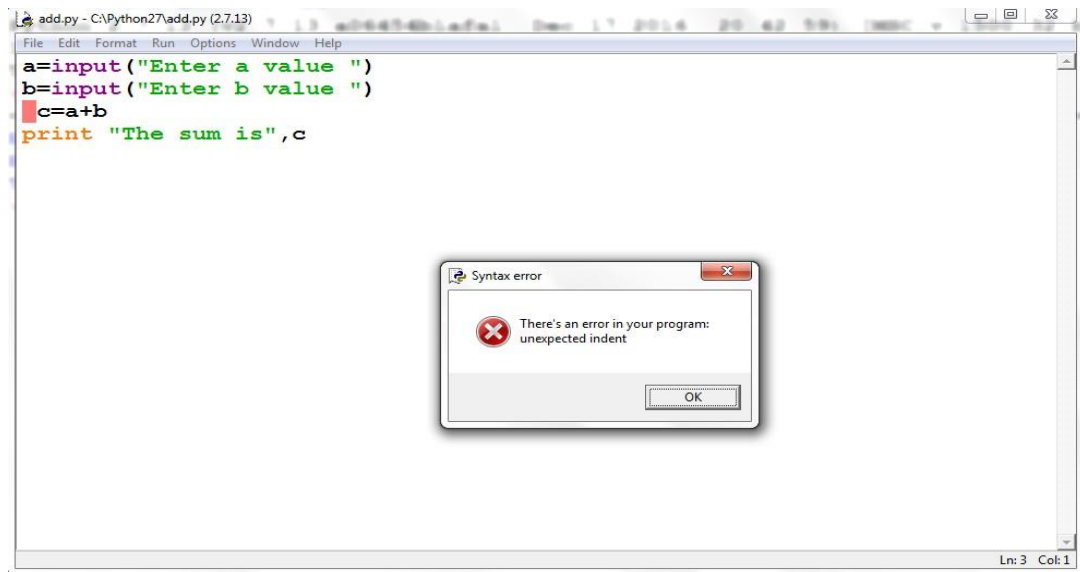 add.py - C:\Python27\add.py (2.7.13)
File Edit Format Run Options Window Help
a=input("Enter a value ")
b=input("Enter b value ")
 c=a+b
print "The sum is",c
Syntax error
There's an error in your program:
unexpected indent
OK
Ln: 3 Col: 1